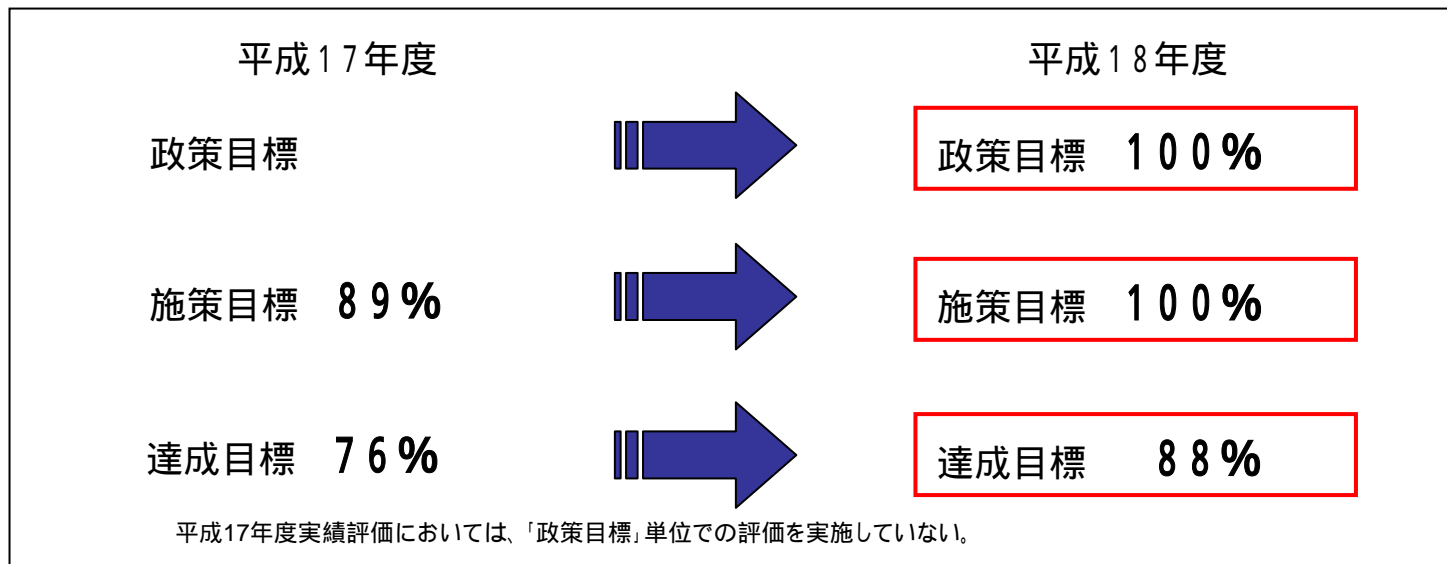 平成17年度 平成18年度
政策目標 政策目標 100%
施策目標 89% 施策目標 100%
達成目標 76% 達成目標 88%
平成17年度実績評価においては、「政策目標」単位での評価を実施していない。